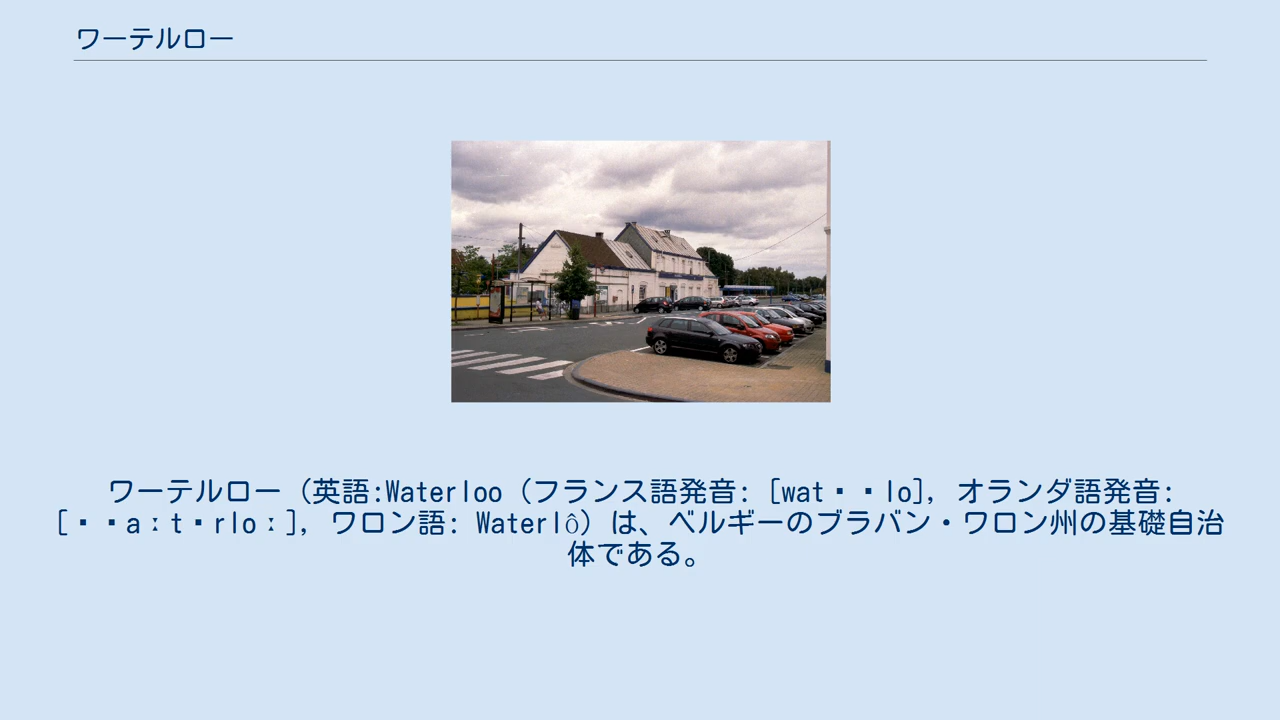 ワーテルロー
ワーテルロー（英語:Waterloo（フランス語発音: [wat▪▪lo], オランダ語発音:
[▪▪aːt▪rloː], ワロン語: Waterlô）は、ベルギーのブラバン・ワロン州の基礎自治
体である。